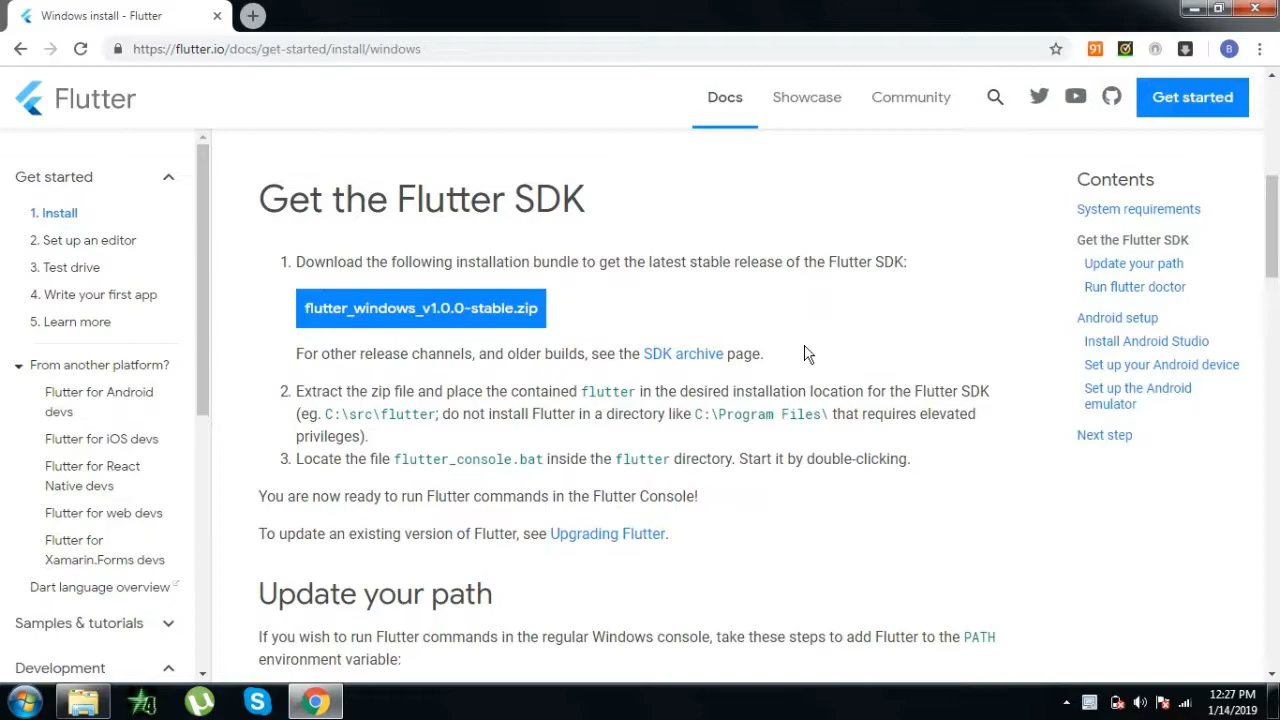 Windows install - Flutter
https://flutter.io/docs/get-started/install/windows
91
B
Flutter
Docs
Showcase
Community
Get started
Get started
1. Install
2. Set up an editor
3. Test drive
4. Write your first app
5. Learn more
From another platform?
Flutter for Android
devs
Flutter for iOS devs
Flutter for React
Native devs
Flutter for web devs
Flutter for
Xamarin.Forms devs
Dart language overview
Samples & tutorials
Development
Get the Flutter SDK
1. Download the following installation bundle to get the latest stable release of the Flutter SDK:
flutter_windows_v1.0.0-stable.zip
For other release channels, and older builds, see the SDK archive page.
2. Extract the zip file and place the contained flutter in the desired installation location for the Flutter SDK
(eg. C:\src\flutter; do not install Flutter in a directory like C:\Program Files\ that requires elevated
privileges).
3. Locate the file flutter_console.bat inside the flutter directory. Start it by double-clicking.
You are now ready to run Flutter commands in the Flutter Console!
To update an existing version of Flutter, see Upgrading Flutter.
Update your path
If you wish to run Flutter commands in the regular Windows console, take these steps to add Flutter to the PATH
environment variable:
Contents
System requirements
Get the Flutter SDK
Update your path
Run flutter doctor
Android setup
Install Android Studio
Set up your Android device
Set up the Android
emulator
Next step
12:27 PM
1/14/2019